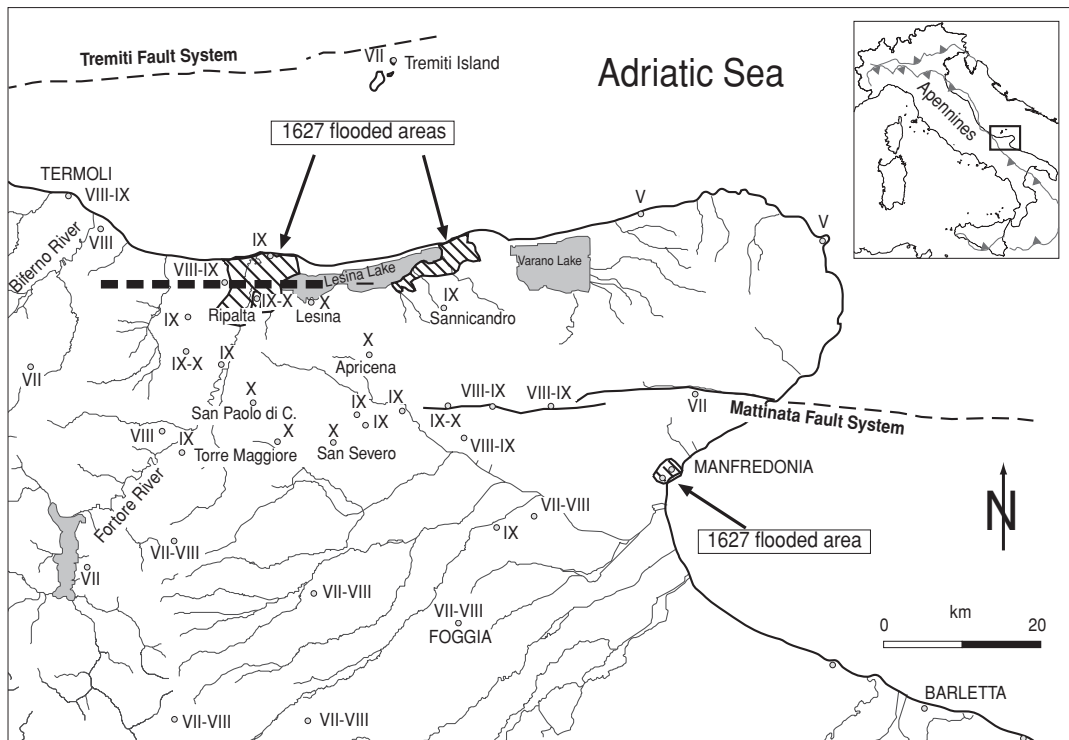 Tremiti Fault System
VII
Tremiti Island
Adriatic Sea
Apennines
1627 flooded areas
TERMOLI
VIII-IX
VIII
Biferno River
V
V
IX
VIII-IX
Lesina Lake
Varano Lake
IX-X
X
IX
Ripalta
Lesina
Sannicandro
IX
IX-X
IX
X
Apricena
VII
X
San Paolo di C.
IX
IX
IX
VIII-IX
VIII-IX
IX-X
VII
Mattinata Fault System
VIII
IX
X
Torre Maggiore
X
San Severo
VIII-IX
MANFREDONIA
Fortore River
N
VII-VIII
IX
1627 flooded area
VII-VIII
VII
VII-VIII
VII-VIII
FOGGIA
km
0
20
BARLETTA
VII-VIII
VII-VIII